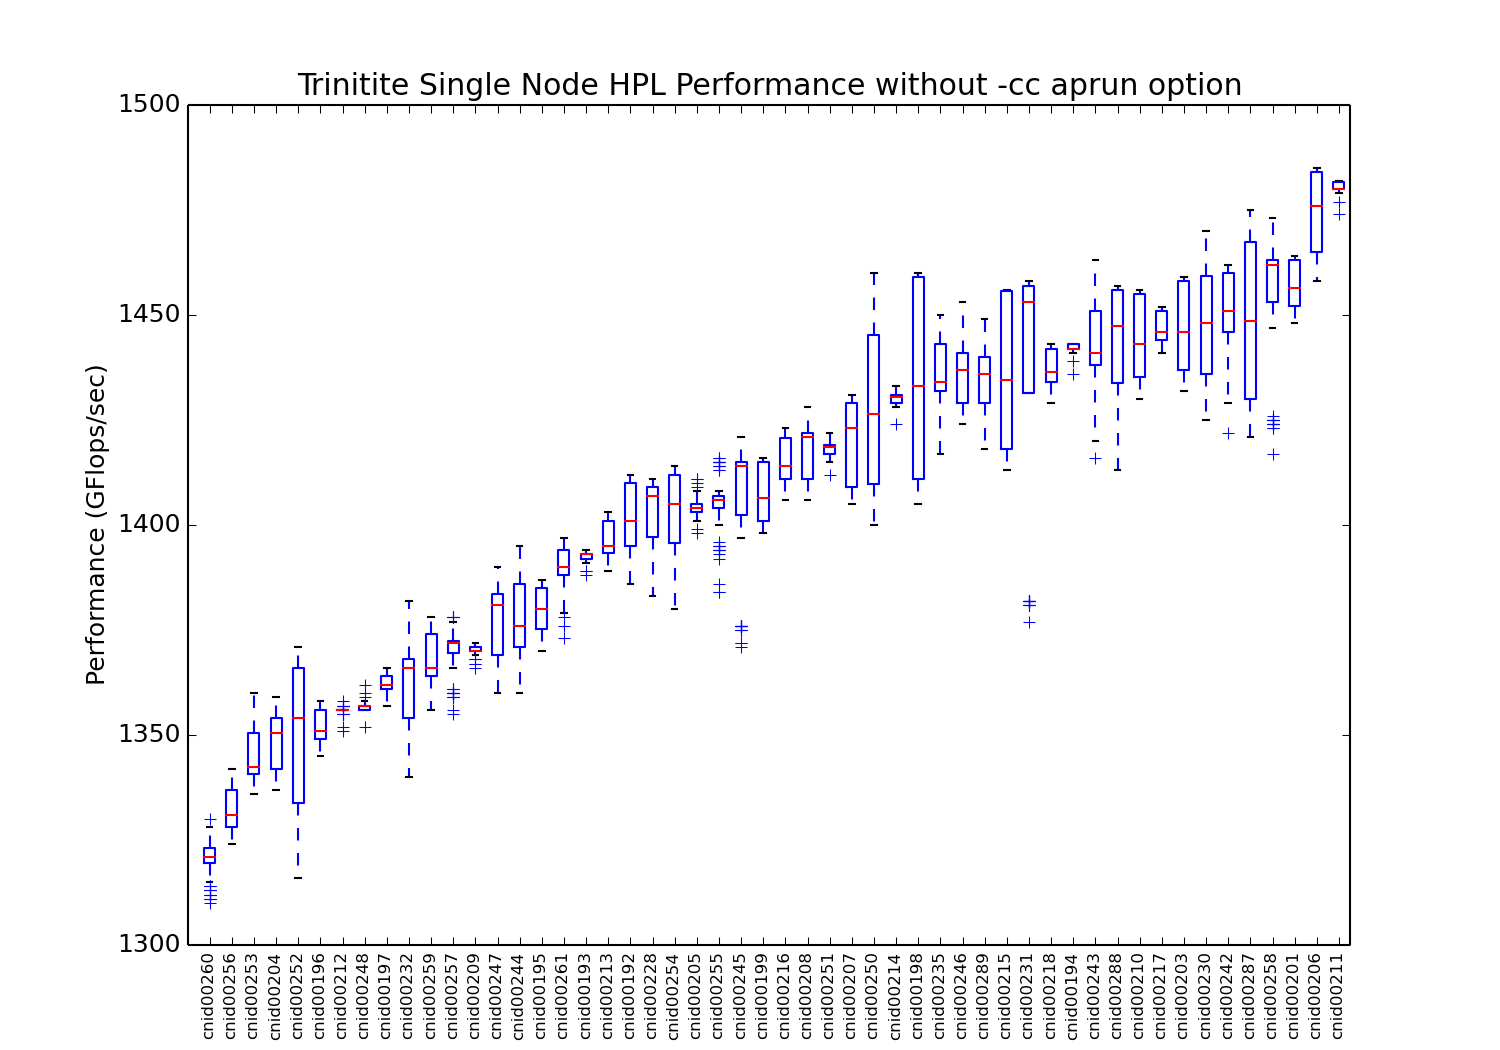 Trinitite Single Node HPL Performance without -cc aprun option
Performance (GFlops/sec)
1500
1450
1400
1350
1300
cnid00260
cnid00256
cnid00253
cnid00204
cnid00252
cnid00196
cnid00212
cnid00248
cnid00197
cnid00232
cnid00259
cnid00257
cnid00209
cnid00247
cnid00244
cnid00195
cnid00261
cnid00193
cnid00213
cnid00192
cnid00228
cnid00254
cnid00205
cnid00255
cnid00245
cnid00199
cnid00216
cnid00208
cnid00251
cnid00207
cnid00250
cnid00214
cnid00198
cnid00235
cnid00246
cnid00289
cnid00215
cnid00231
cnid00218
cnid00194
cnid00243
cnid00288
cnid00210
cnid00217
cnid00203
cnid00230
cnid00242
cnid00287
cnid00258
cnid00201
cnid00206
cnid00211